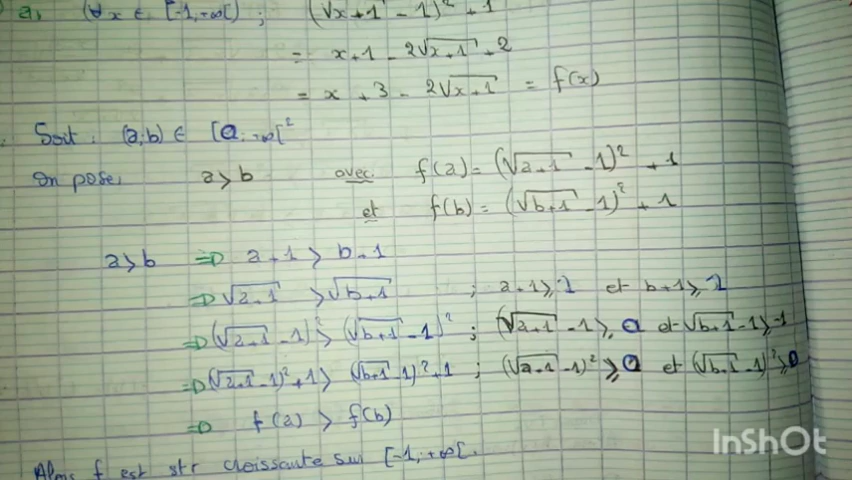 a, (∀x ∈ [-1,+∞[) ; (√x+1 - 1)² + 1
= x+1 - 2√x+1 + 2
= x + 3 - 2√x+1 = f(x)
Soit : (a;b) ∈ [0;+∞[²
On pose, a > b avec f(a) = (√a+1 - 1)² + 1
et f(b) = (√b+1 - 1)² + 1
a > b => a+1 > b+1
=> √a+1 > √b+1 ; a+1 ≥ 1 et b+1 ≥ 1
=> (√a+1 - 1)² > (√b+1 - 1)² ; (√a+1 - 1 ≥ 0 et √b+1 - 1 ≥ -1
=> (√a+1 - 1)² + 1 > (√b+1 - 1)² + 1 ; (√a+1 - 1)² ≥ 0 et (√b+1 - 1)² ≥ 0
=> f(a) > f(b)
Alors f est str croissante sur [-1;+∞[.
InShOt